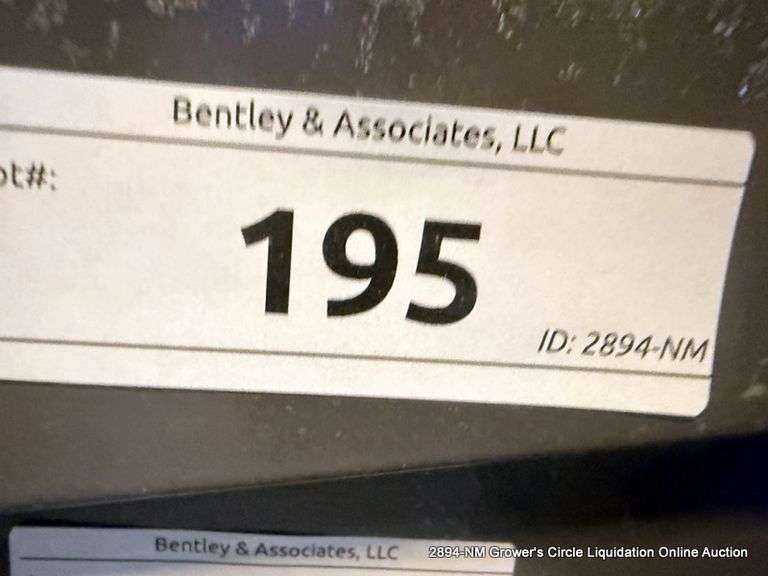 Bentley & Associates, LLC
ot#:
195
ID: 2894-NM
Bentley & Associates, LLC
2894-NM Grower's Circle Liquidation Online Auction